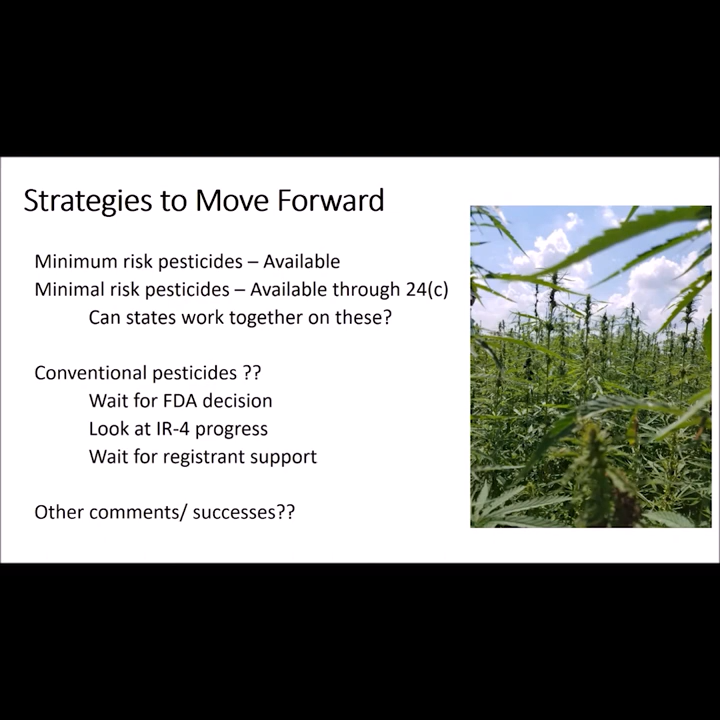 Strategies to Move Forward
Minimum risk pesticides – Available
Minimal risk pesticides – Available through 24(c)
Can states work together on these?
Conventional pesticides ??
Wait for FDA decision
Look at IR-4 progress
Wait for registrant support
Other comments/ successes??